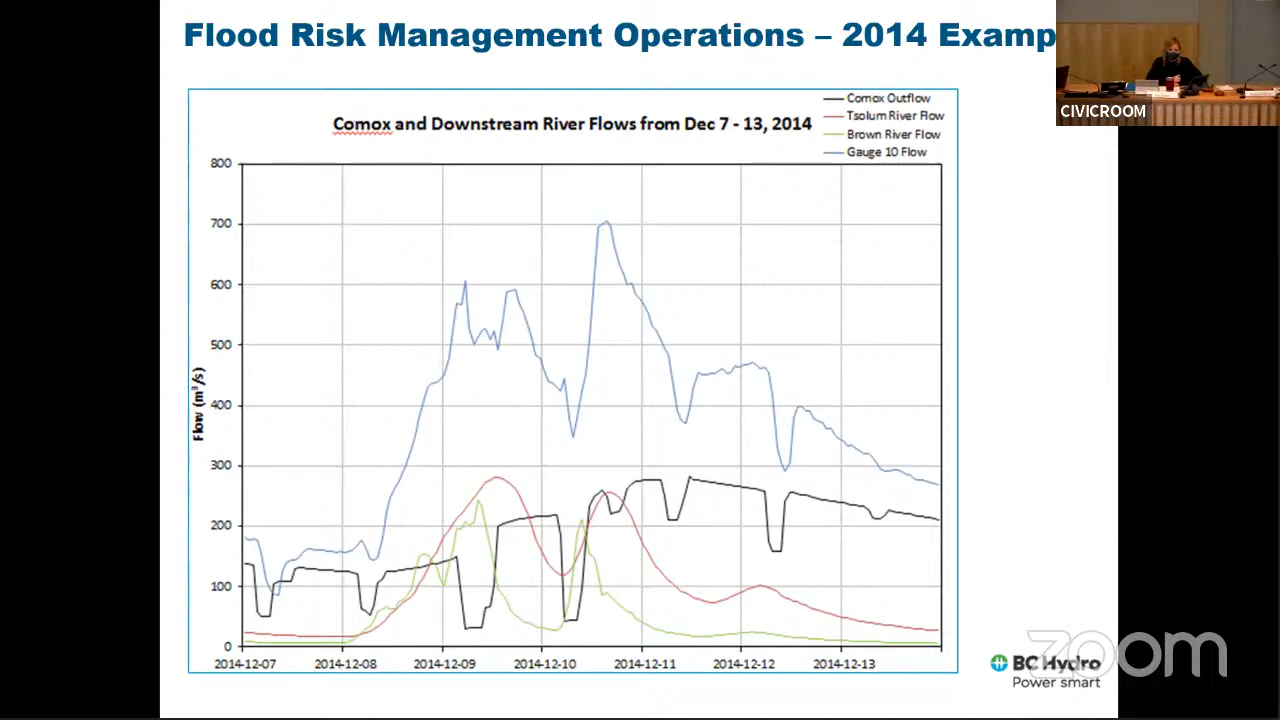 Flood Risk Management Operations – 2014 Examp
CIVICROOM
Comox and Downstream River Flows from Dec 7 - 13, 2014
Comox Outflow
Tsolum River Flow
Brown River Flow
Gauge 10 Flow
Flow (m³/s)
800
700
600
500
400
300
200
100
0
2014-12-07 2014-12-08 2014-12-09 2014-12-10 2014-12-11 2014-12-12 2014-12-13
BC Hydro
Power smart
zoom